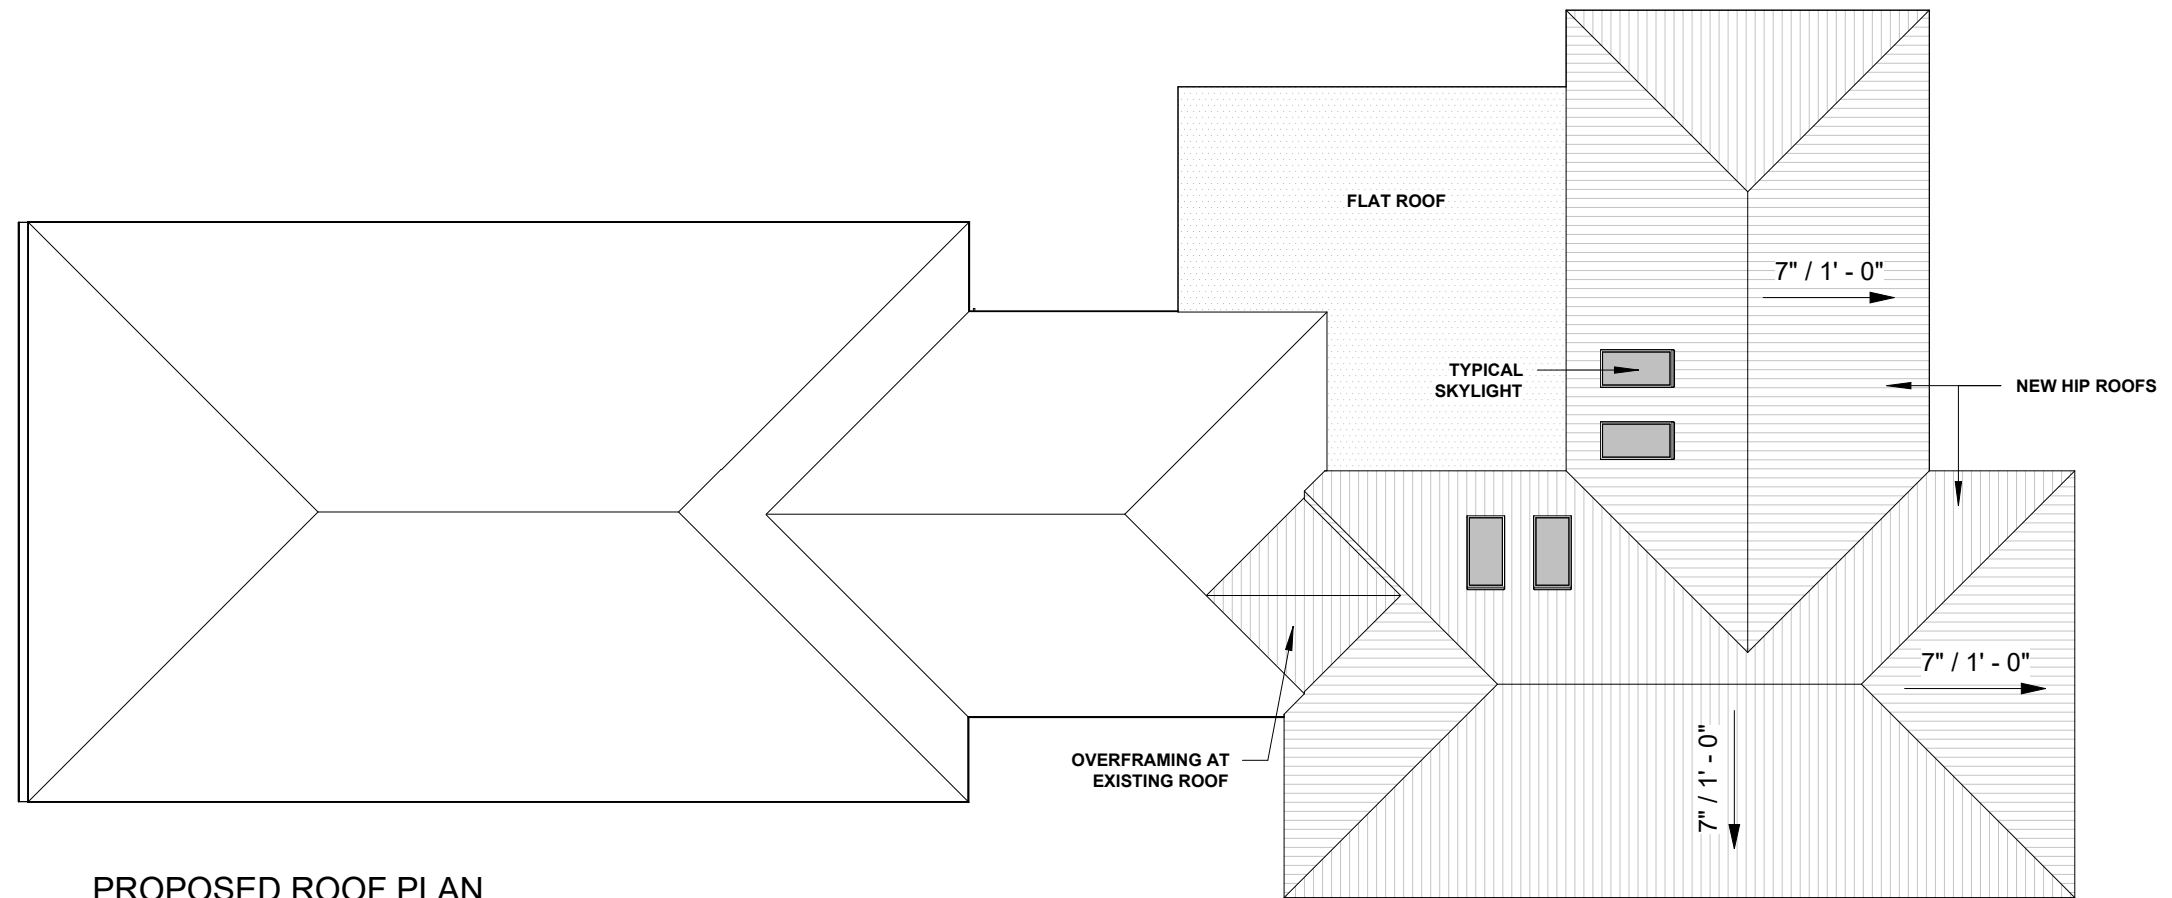 FLAT ROOF
7" / 1' - 0"
TYPICAL
SKYLIGHT
NEW HIP ROOFS
7" / 1' - 0"
OVERFRAMING AT
EXISTING ROOF
7" / 1' - 0"
PROPOSED ROOF PLAN